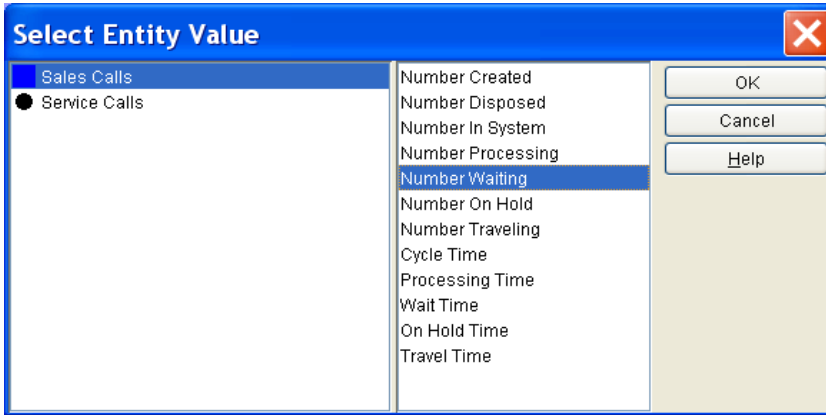 Select Entity Value
Sales Calls
Service Calls
Number Created
Number Disposed
Number In System
Number Processing
Number Waiting
Number On Hold
Number Traveling
Cycle Time
Processing Time
Wait Time
On Hold Time
Travel Time
OK
Cancel
Help